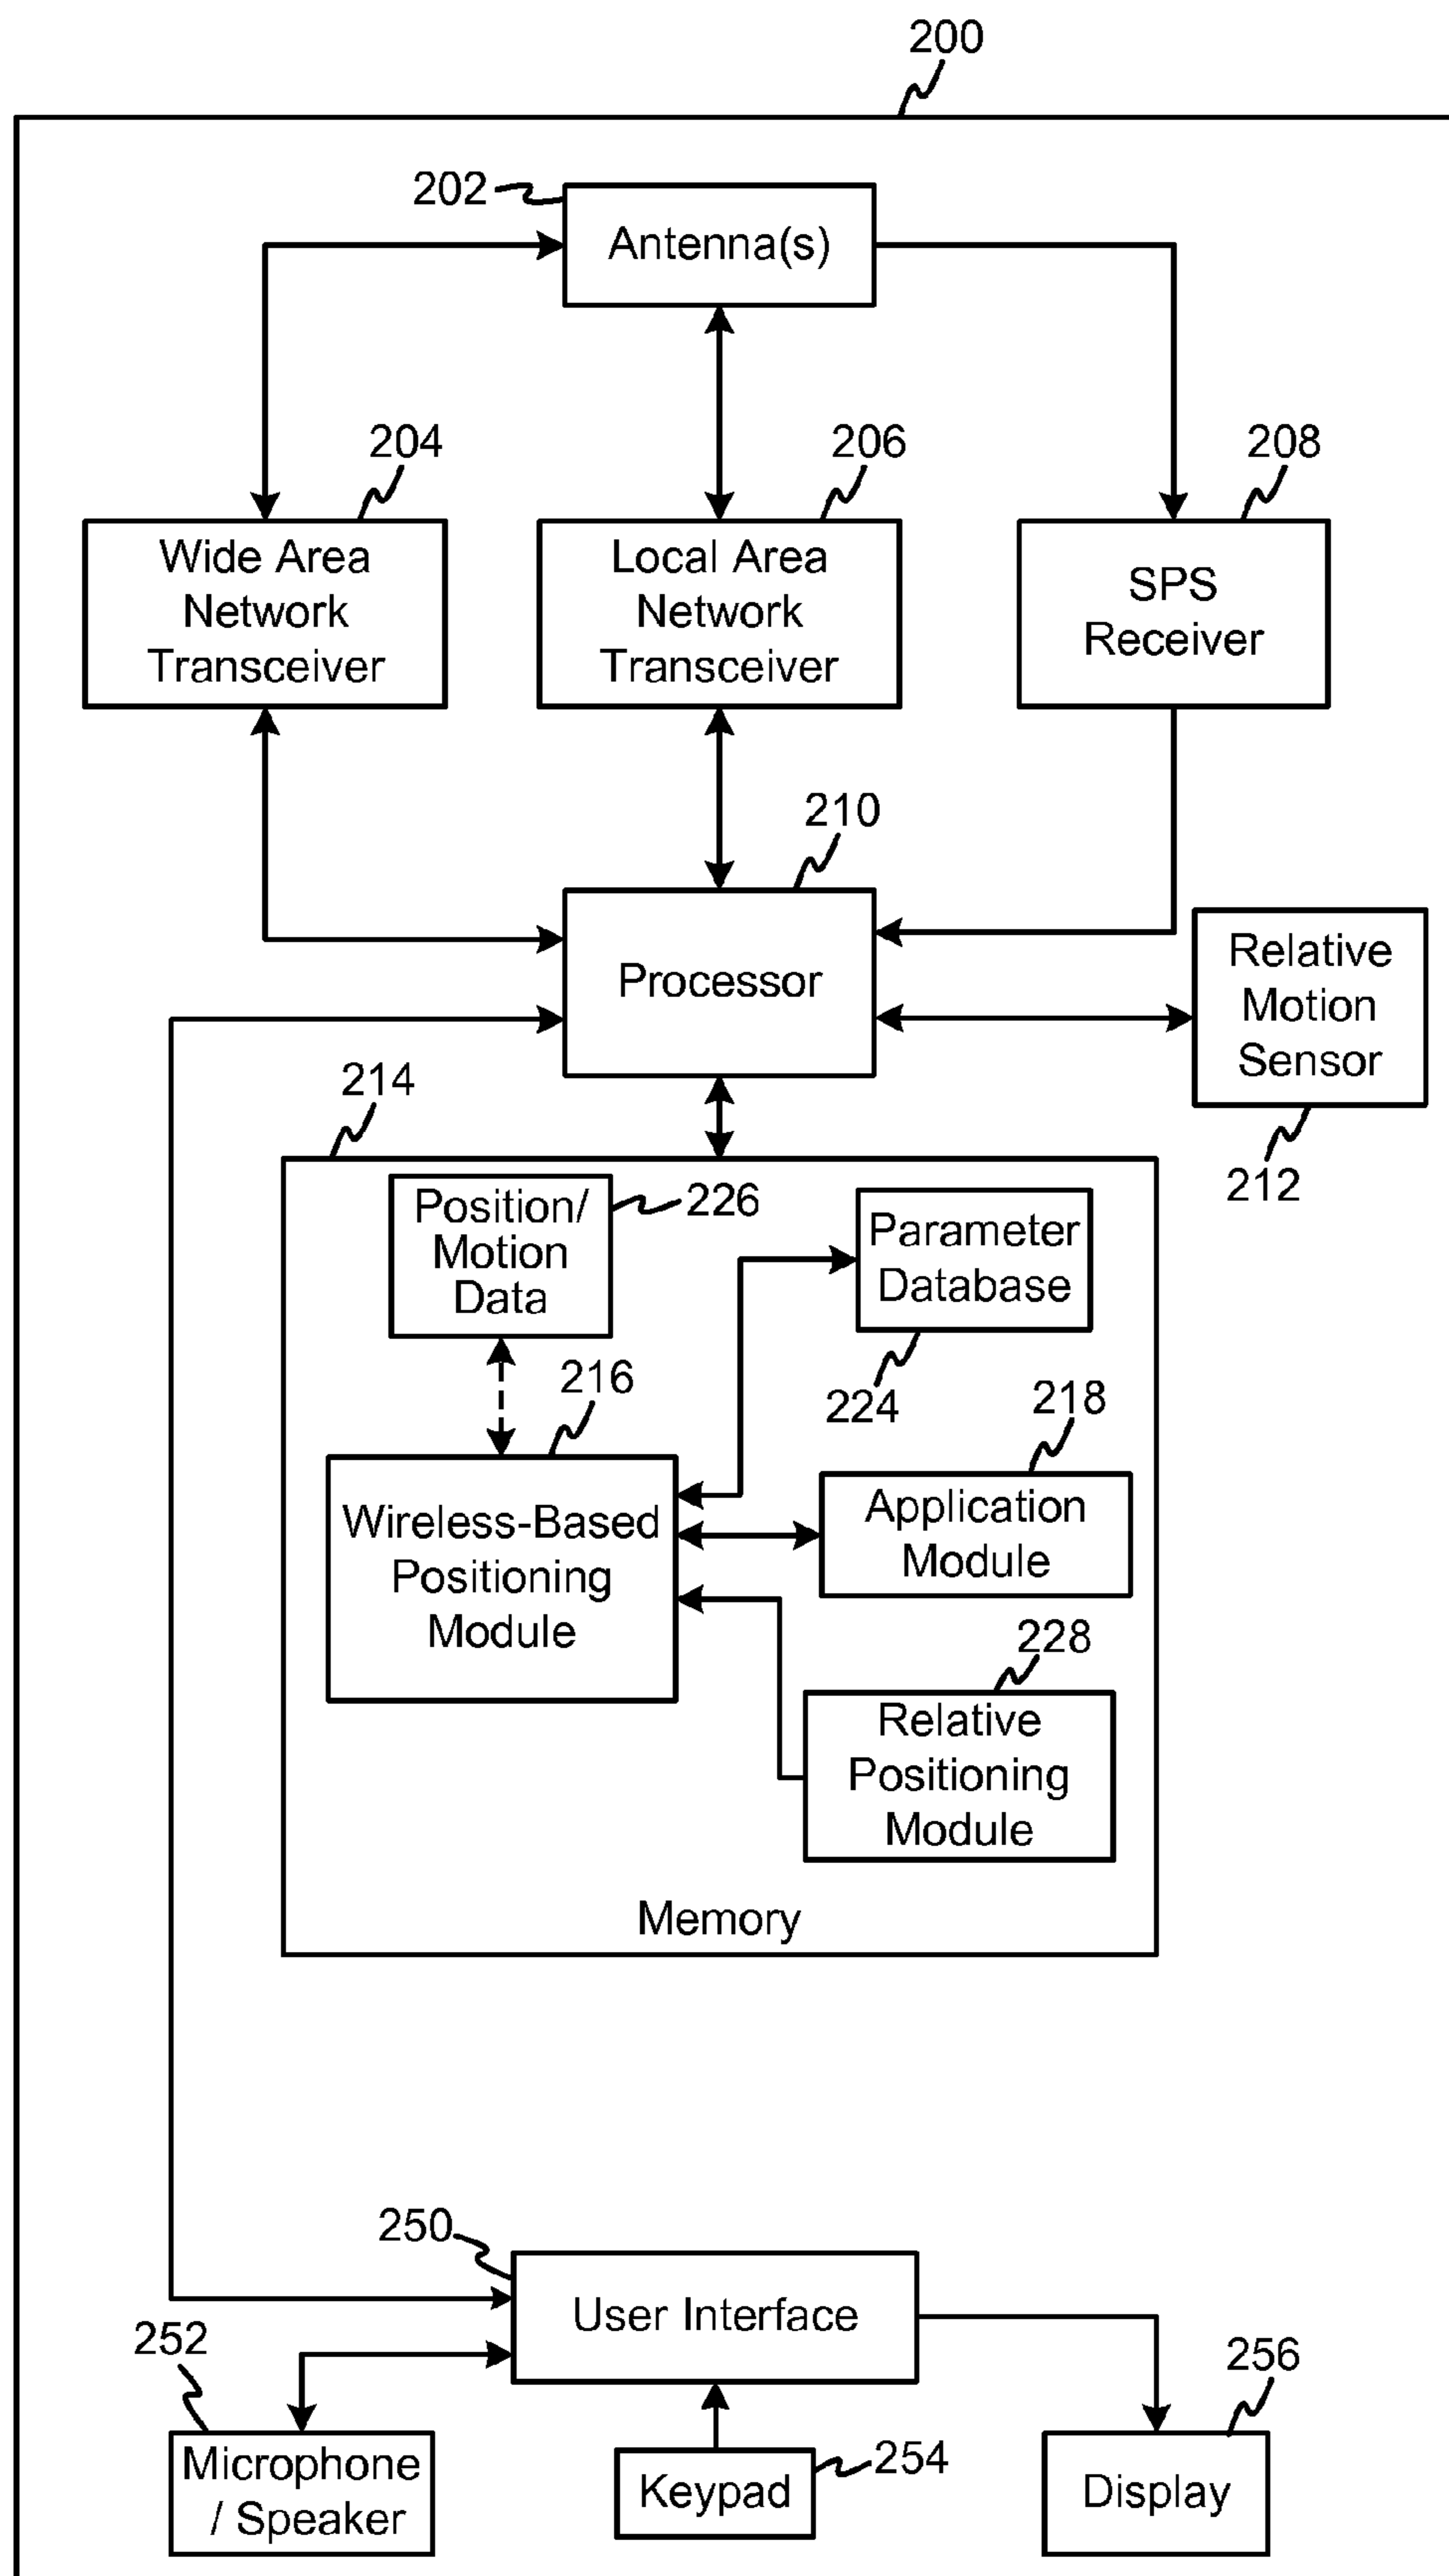 200
202
Antenna(s)
204
206
208
Wide Area
Network
Transceiver
Local Area
Network
Transceiver
SPS
Receiver
210
Processor
Relative
Motion
Sensor
212
214
Position/
Motion
Data
226
Parameter
Database
224
216
218
Wireless-Based
Positioning
Module
Application
Module
228
Relative
Positioning
Module
Memory
250
User Interface
252
Microphone
/ Speaker
Keypad
254
256
Display